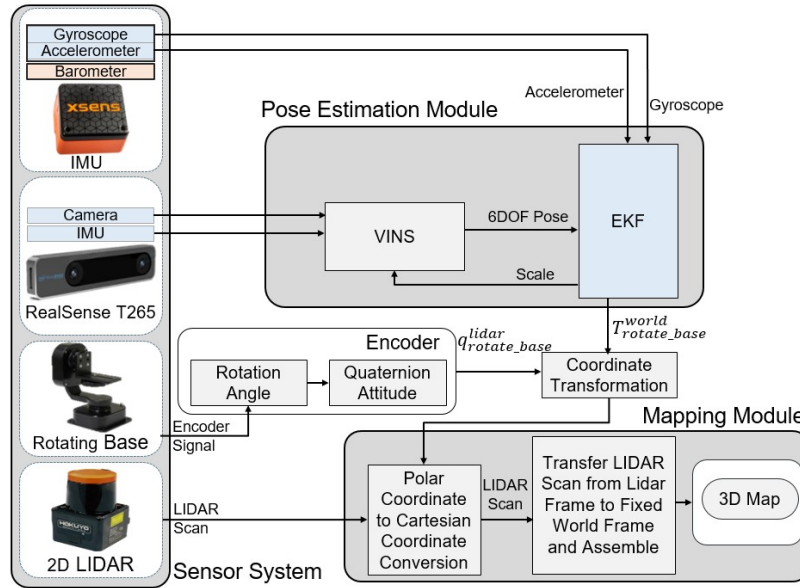 Gyroscope
Accelerometer
Barometer
xsens
IMU
Camera
IMU
RealSense T265
Rotating Base
HOKUYO
2D LIDAR
Sensor System
Pose Estimation Module
Accelerometer
Gyroscope
VINS
6DOF Pose
Scale
EKF
Encoder
Rotation
Angle
Quaternion
Attitude
Encoder
Signal
q^{lidar}_{rotate_base}
T^{world}_{rotate_base}
Coordinate
Transformation
Mapping Module
LIDAR
Scan
Polar
Coordinate
to Cartesian
Coordinate
Conversion
LIDAR
Scan
Transfer LIDAR
Scan from Lidar
Frame to Fixed
World Frame
and Assemble
3D Map